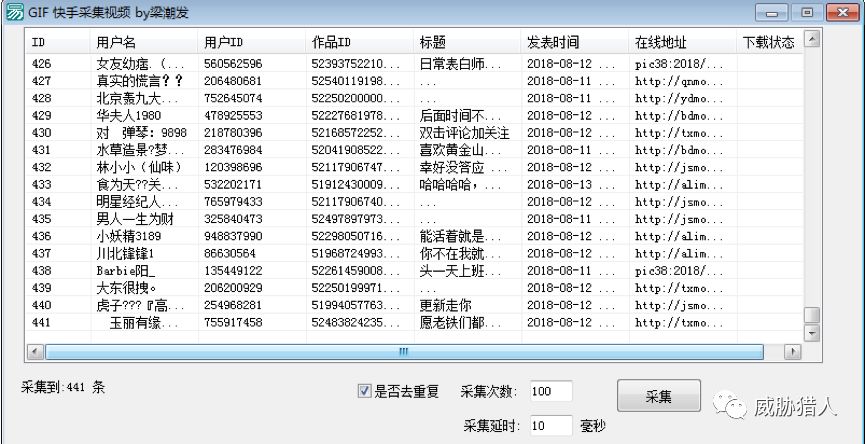 GIF 快手采集视频 by梁潮发
ID 用户名 用户ID 作品ID 标题 发表时间 在线地址 下载状态
426 女友幼痣.（... 560562596 52393752210... 日常表白师... 2018-08-12 ... pic38:2018/...
427 真实的慌言？？ 206480681 52540119198... ... 2018-08-11 ... http://qnmo...
428 北京轰九大... 752645074 52250200000... ... 2018-08-11 ... http://ydmo...
429 华夫人1980 478925553 52227681978... 后面时间不... 2018-08-12 ... http://bdmo...
430 对 弹琴：9898 218780396 52168572252... 双击评论加关注 2018-08-12 ... http://txmo...
431 水草造景?梦... 283476984 52041908522... 喜欢黄金山... 2018-08-11 ... http://bdmo...
432 林小小（仙味） 120398696 52117906747... 幸好没答应 ... 2018-08-12 ... http://jsmo...
433 食为天??关... 532202171 51912430009... 哈哈哈哈，... 2018-08-13 ... http://alim...
434 明星经纪人... 765979433 52117906740... ... 2018-08-12 ... http://jsmo...
435 男人一生为财 325840473 52497897973... ... 2018-08-11 ... http://jsmo...
436 小妖精3189 948837990 52298050716... 能活着就是... 2018-08-12 ... http://alim...
437 川北锋锋1 86630564 51968724993... 你不在我就... 2018-08-12 ... http://alim...
438 Barbie阳_ 135449122 52261459008... 头一天上班... 2018-08-11 ... pic38:2018/...
439 大东很拽。 206200929 52250199971... ... 2018-08-12 ... http://txmo...
440 虎子???『高... 254968281 51994057763... 更新走你 2018-08-12 ... http://jsmo...
441 玉丽有缘... 755917458 52483824235... 愿老铁们都... 2018-08-12 ... http://txmo...
采集到:441 条
是否去重复 采集次数: 100 采集
采集延时: 10 毫秒
威胁猎人